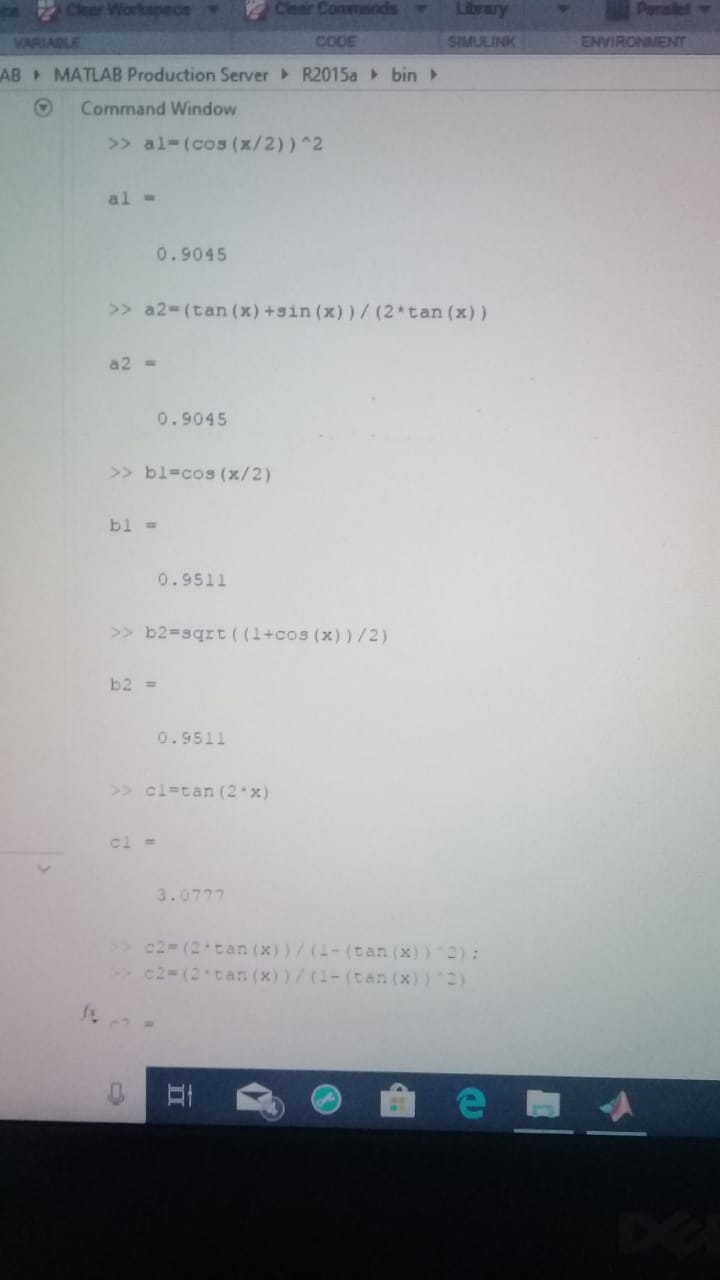 Clear Workspace
Clear Commands
Library
Parallel
VARIABLE
CODE
SIMULINK
ENVIRONMENT
AB ▸ MATLAB Production Server ▸ R2015a ▸ bin ▸
Command Window
>> a1=(cos(x/2))^2
a1 =
0.9045
>> a2=(tan(x)+sin(x))/(2*tan(x))
a2 =
0.9045
>> b1=cos(x/2)
b1 =
0.9511
>> b2=sqrt((1+cos(x))/2)
b2 =
0.9511
>> c1=tan(2*x)
c1 =
3.0777
>> c2=(2*tan(x))/(1-(tan(x))^2);
>> c2=(2*tan(x))/(1-(tan(x))^2)
fx
=
4
DELL